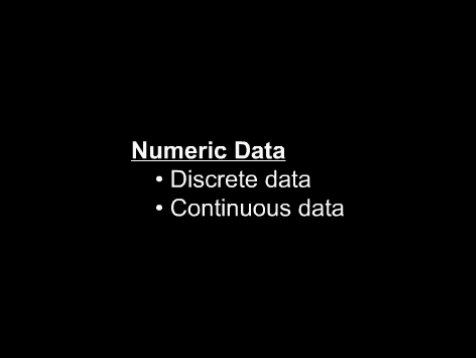 Numeric Data
• Discrete data
• Continuous data